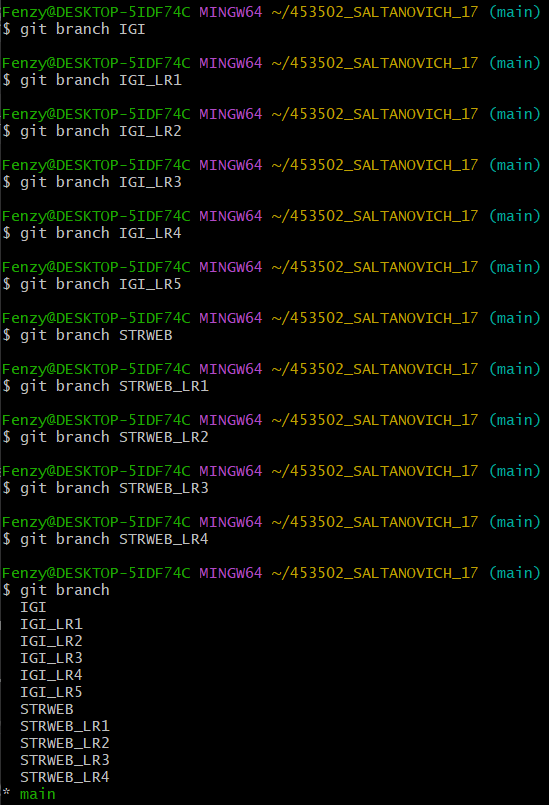 Fenzy@DESKTOP-5IDF74C MINGW64 ~/453502_SALTANOVICH_17 (main)
$ git branch IGI
Fenzy@DESKTOP-5IDF74C MINGW64 ~/453502_SALTANOVICH_17 (main)
$ git branch IGI_LR1
Fenzy@DESKTOP-5IDF74C MINGW64 ~/453502_SALTANOVICH_17 (main)
$ git branch IGI_LR2
Fenzy@DESKTOP-5IDF74C MINGW64 ~/453502_SALTANOVICH_17 (main)
$ git branch IGI_LR3
Fenzy@DESKTOP-5IDF74C MINGW64 ~/453502_SALTANOVICH_17 (main)
$ git branch IGI_LR4
Fenzy@DESKTOP-5IDF74C MINGW64 ~/453502_SALTANOVICH_17 (main)
$ git branch IGI_LR5
Fenzy@DESKTOP-5IDF74C MINGW64 ~/453502_SALTANOVICH_17 (main)
$ git branch STRWEB
Fenzy@DESKTOP-5IDF74C MINGW64 ~/453502_SALTANOVICH_17 (main)
$ git branch STRWEB_LR1
Fenzy@DESKTOP-5IDF74C MINGW64 ~/453502_SALTANOVICH_17 (main)
$ git branch STRWEB_LR2
Fenzy@DESKTOP-5IDF74C MINGW64 ~/453502_SALTANOVICH_17 (main)
$ git branch STRWEB_LR3
Fenzy@DESKTOP-5IDF74C MINGW64 ~/453502_SALTANOVICH_17 (main)
$ git branch STRWEB_LR4
Fenzy@DESKTOP-5IDF74C MINGW64 ~/453502_SALTANOVICH_17 (main)
$ git branch
  IGI
  IGI_LR1
  IGI_LR2
  IGI_LR3
  IGI_LR4
  IGI_LR5
  STRWEB
  STRWEB_LR1
  STRWEB_LR2
  STRWEB_LR3
  STRWEB_LR4
* main